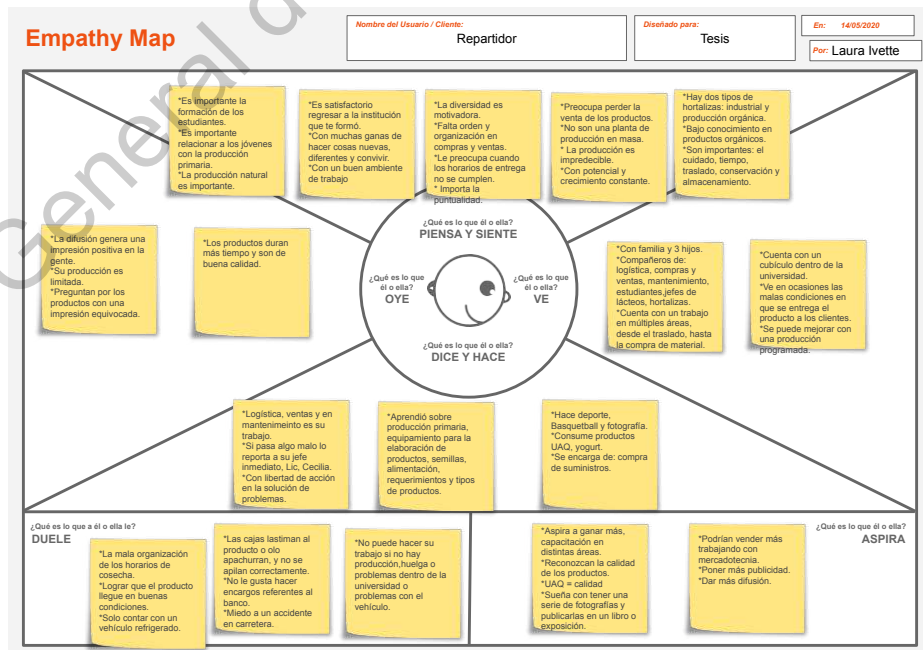 General d
Empathy Map
Nombre del Usuario / Cliente:
Repartidor
Diseñado para:
Tesis
En: 14/05/2020
Por: Laura Ivette
*Es importante la
formación de los
estudiantes.
*Es importante
relacionar a los jóvenes
con la producción
primaria.
*La producción natural
es importante.
*Es satisfactorio
regresar a la institución
que te formó.
*Con muchas ganas de
hacer cosas nuevas,
diferentes y convivir.
*Con un buen ambiente
de trabajo
*La diversidad es
motivadora.
*Falta orden y
organización en
compras y ventas.
*Le preocupa cuando
los horarios de entrega
no se cumplen.
* Importa la
puntualidad.
*Preocupa perder la
venta de los productos.
*No son una planta de
producción en masa.
* La producción es
impredecible.
*Con potencial y
crecimiento constante.
*Hay dos tipos de
hortalizas: industrial y
producción orgánica.
*Bajo conocimiento en
productos orgánicos.
*Son importantes: el
cuidado, tiempo,
traslado, conservación y
almacenamiento.
¿Qué es lo que él o ella?
PIENSA Y SIENTE
*La difusión genera una
impresión positiva en la
gente.
*Su producción es
limitada.
*Preguntan por los
productos con una
impresión equivocada.
*Los productos duran
más tiempo y son de
buena calidad.
¿Qué es lo que
él o ella?
OYE
¿Qué es lo que
él o ella?
VE
*Con familia y 3 hijos.
*Compañeros de:
logística, compras y
ventas, mantenimiento,
estudiantes,jefes de
lácteos, hortalizas.
*Cuenta con un trabajo
en múltiples áreas,
desde el traslado, hasta
la compra de material.
*Cuenta con un
cubículo dentro de la
universidad.
*Ve en ocasiones las
malas condiciones en
que se entrega el
producto a los clientes.
*Se puede mejorar con
una producción
programada.
¿Qué es lo que él o ella?
DICE Y HACE
*Logística, ventas y en
mantenimeinto es su
trabajo.
*Si pasa algo malo lo
reporta a su jefe
inmediato, Lic, Cecilia.
*Con libertad de acción
en la solución de
problemas.
*Aprendió sobre
producción primaria,
equipamiento para la
elaboración de
productos, semillas,
alimentación,
requerimientos y tipos
de productos.
*Hace deporte,
Basquetball y fotografía.
*Consume productos
UAQ, yogurt.
*Se encarga de: compra
de suministros.
¿Qué es lo que a él o ella le?
DUELE
*La mala organización
de los horarios de
cosecha.
*Lograr que el producto
llegue en buenas
condiciones.
*Solo contar con un
vehículo refrigerado.
*Las cajas lastiman al
producto o olo
apachurran, y no se
apilan correctamente.
*No le gusta hacer
encargos referentes al
banco.
*Miedo a un accidente
en carretera.
*No puede hacer su
trabajo si no hay
producción,huelga o
problemas dentro de la
universidad o
problemas con el
vehículo.
*Aspira a ganar más,
capacitación en
distintas áreas.
*Reconozcan la calidad
de los productos.
*UAQ = calidad
*Sueña con tener una
serie de fotografías y
publicarlas en un libro o
exposición.
*Podrían vender más
trabajando con
mercadotecnia.
*Poner más publicidad.
*Dar más difusión.
¿Qué es lo que él o ella?
ASPIRA